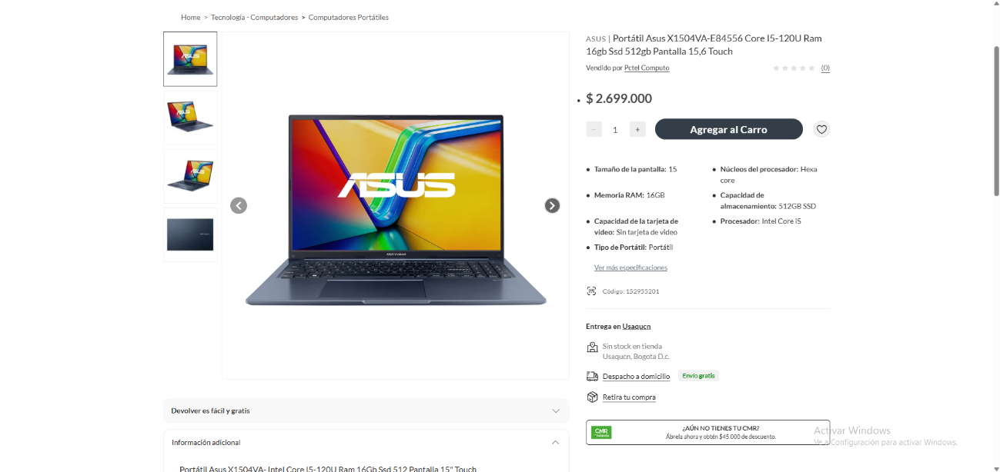 Home > Tecnología - Computadores > Computadores Portátiles
ASUS | Portátil Asus X1504VA-E84556 Core I5-120U Ram
16gb Ssd 512gb Pantalla 15,6 Touch
Vendido por Pctel Computo
(0)
• $ 2.699.000
- 1 +
Agregar al Carro
• Tamaño de la pantalla: 15
• Núcleos del procesador: Hexa
core
• Memoria RAM: 16GB
• Capacidad de
almacenamiento: 512GB SSD
• Capacidad de la tarjeta de
video: Sin tarjeta de video
• Procesador: Intel Core i5
• Tipo de Portátil: Portátil
Ver más especificaciones
Código: 152955201
Entrega en Usaqucn
Sin stock en tienda
Usaqucn, Bogota D.c.
Despacho a domicilio
Envío gratis
Retira tu compra
CMR
¿AÚN NO TIENES TU CMR?
Ábrela ahora y obtén $45.000 de descuento.
Activar Windows
Ve a Configuración para activar Windows.
ASUS
ASUS
ASUS
ASUS
ASUS Vivobook
Devolver es fácil y gratis
Información adicional
Portátil Asus X1504VA- Intel Core I5-120U Ram 16Gb Ssd 512 Pantalla 15" Touch